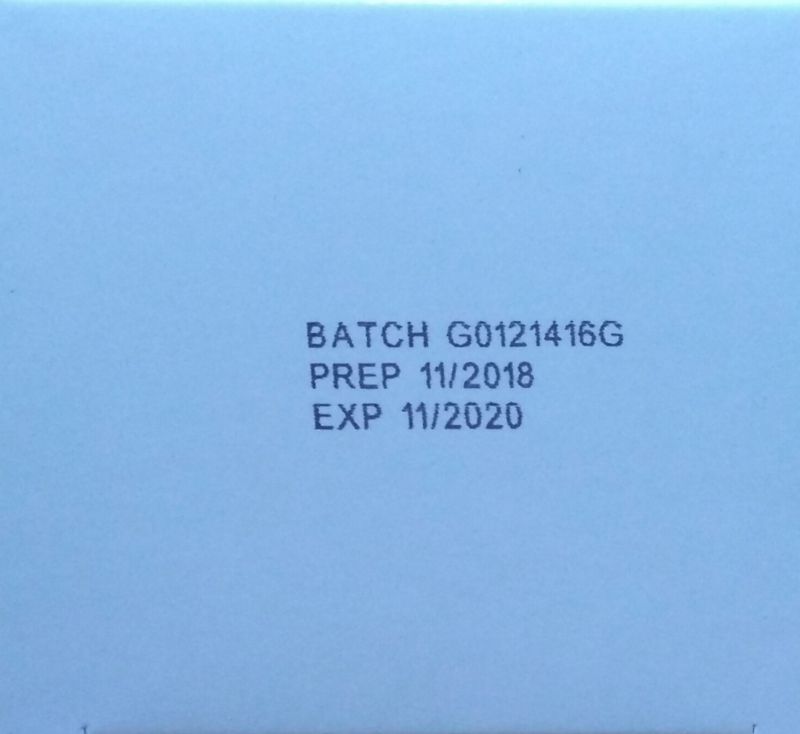 BATCH G0121416G
PREP 11/2018
EXP 11/2020